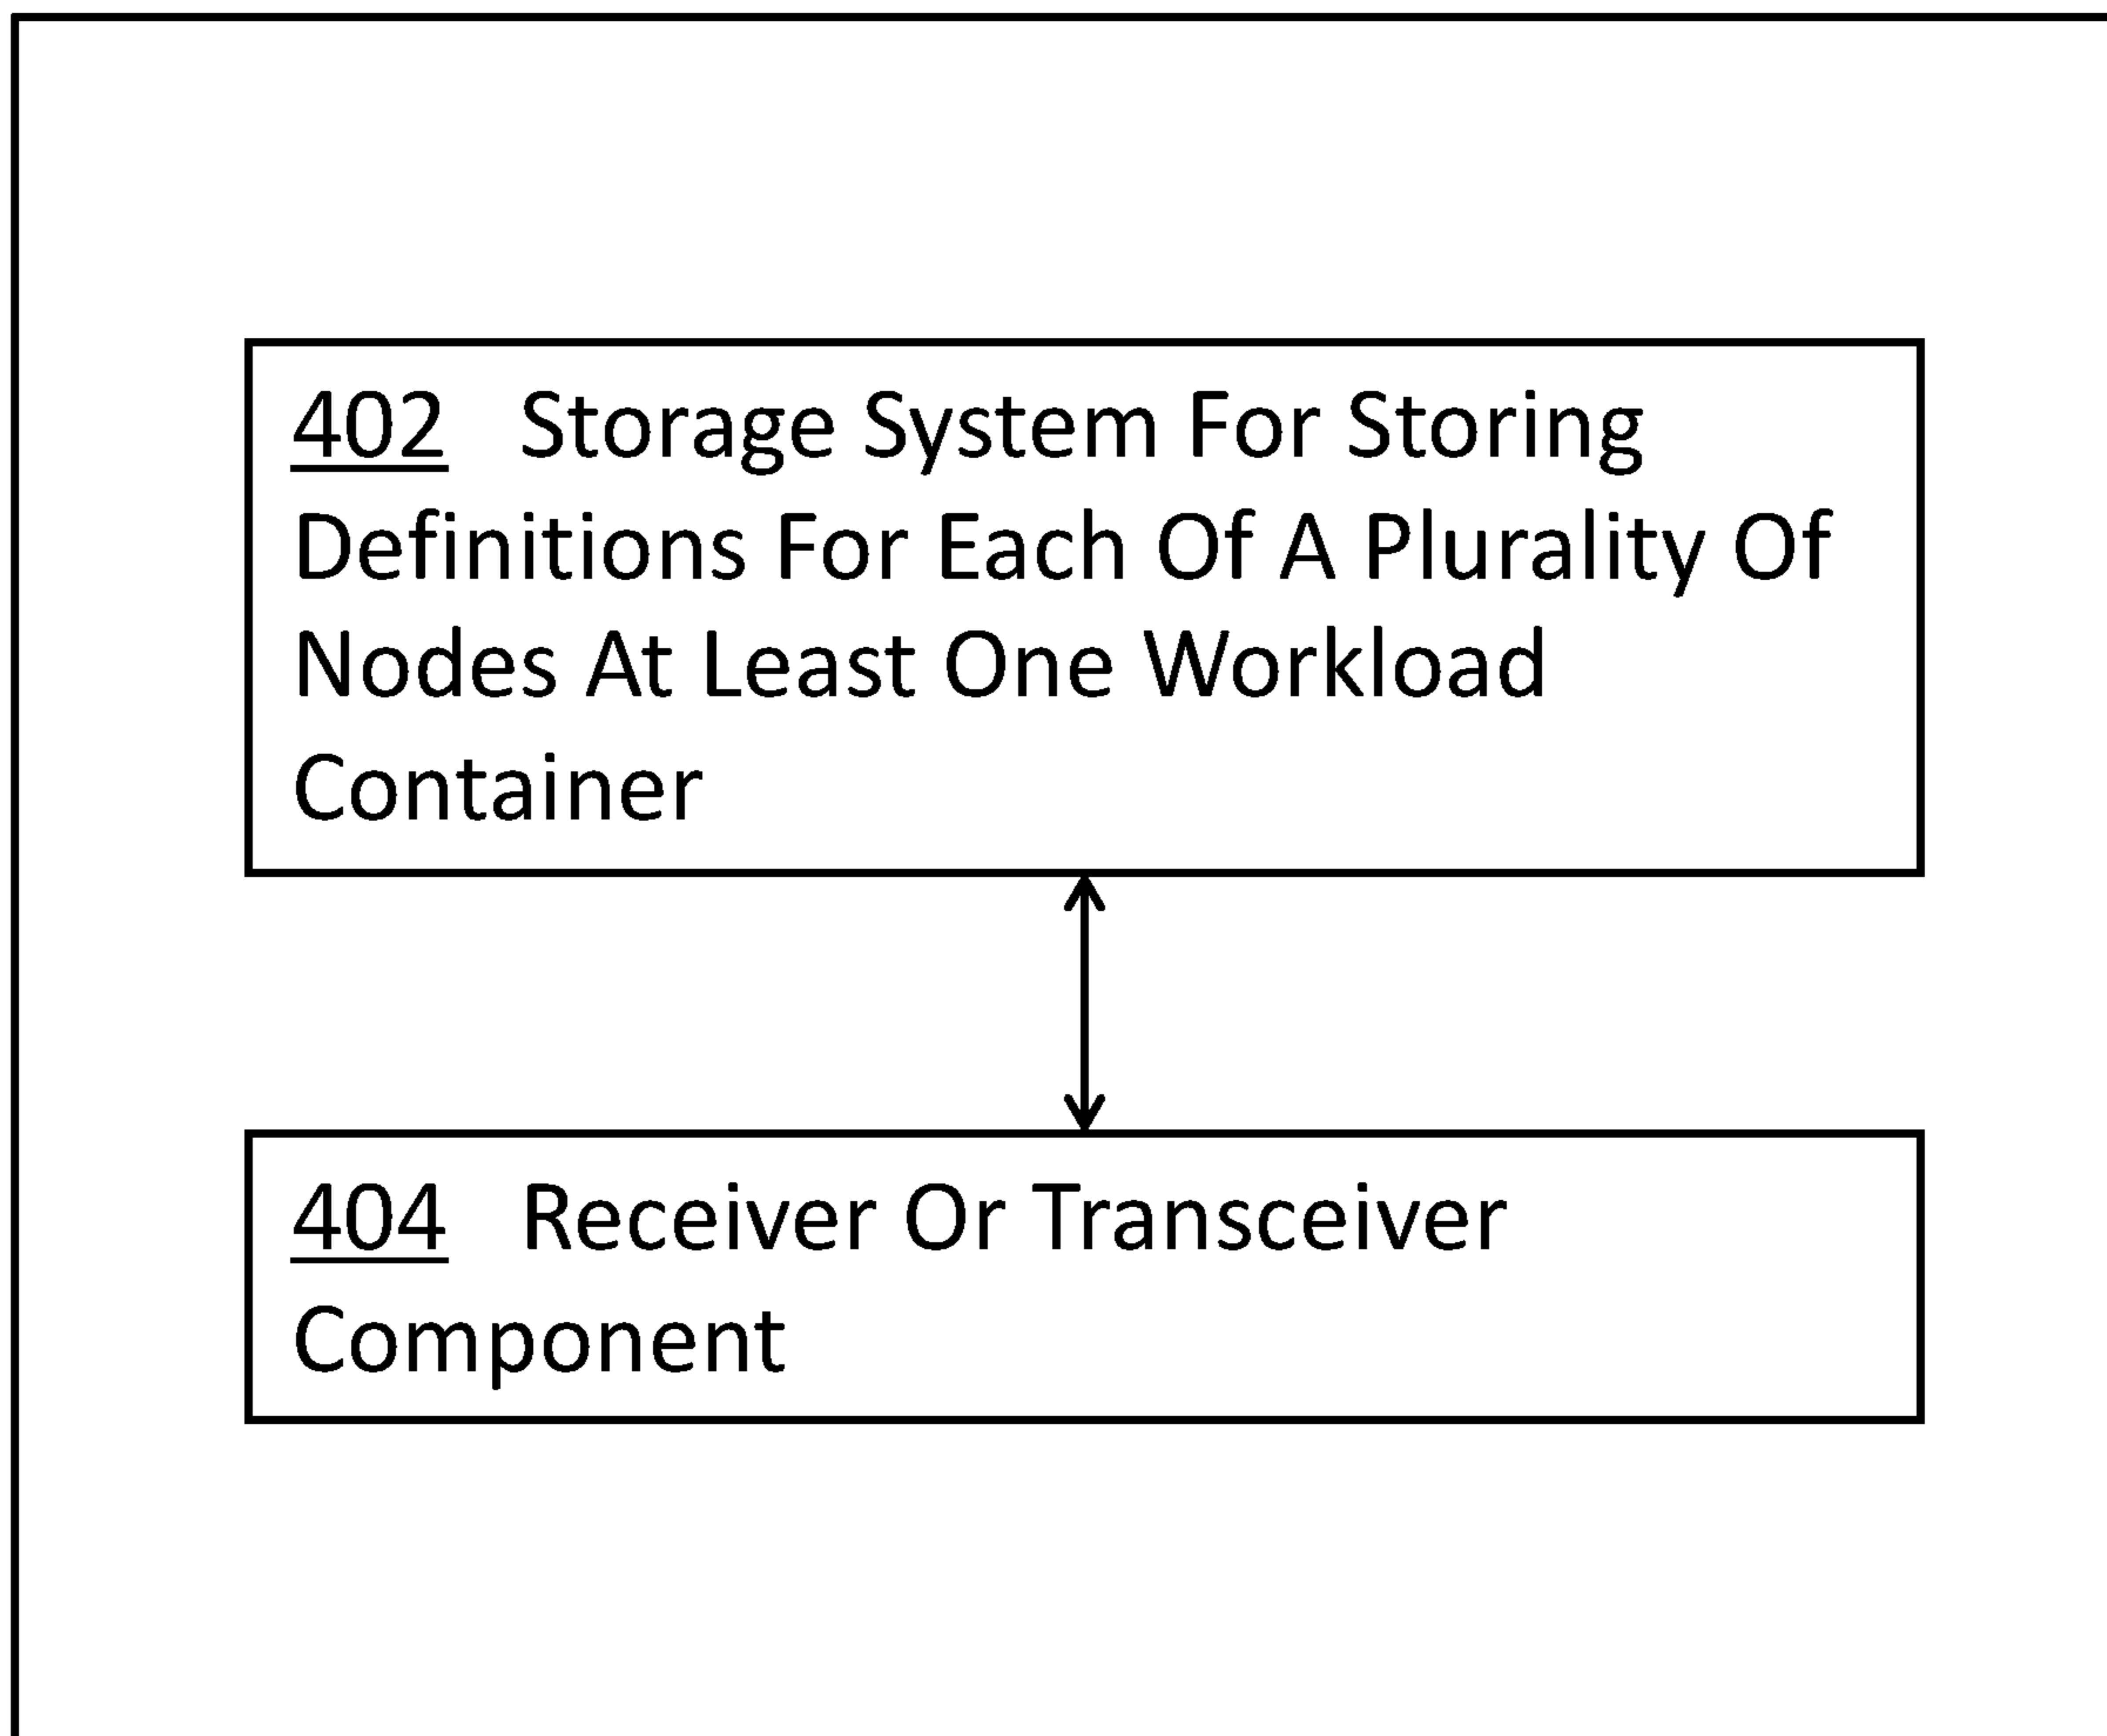 402 Storage System For Storing
Definitions For Each Of A Plurality Of
Nodes At Least One Workload
Container
404 Receiver Or Transceiver
Component